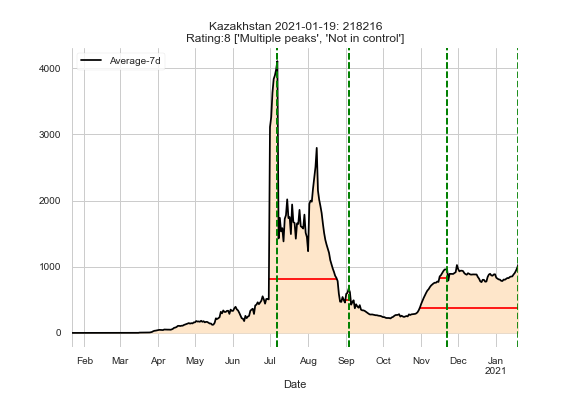 Kazakhstan 2021-01-19: 218216
Rating:8 ['Multiple peaks', 'Not in control']
Average-7d
4000
3000
2000
1000
0
Feb Mar Apr May Jun Jul Aug Sep Oct Nov Dec Jan
2021
Date